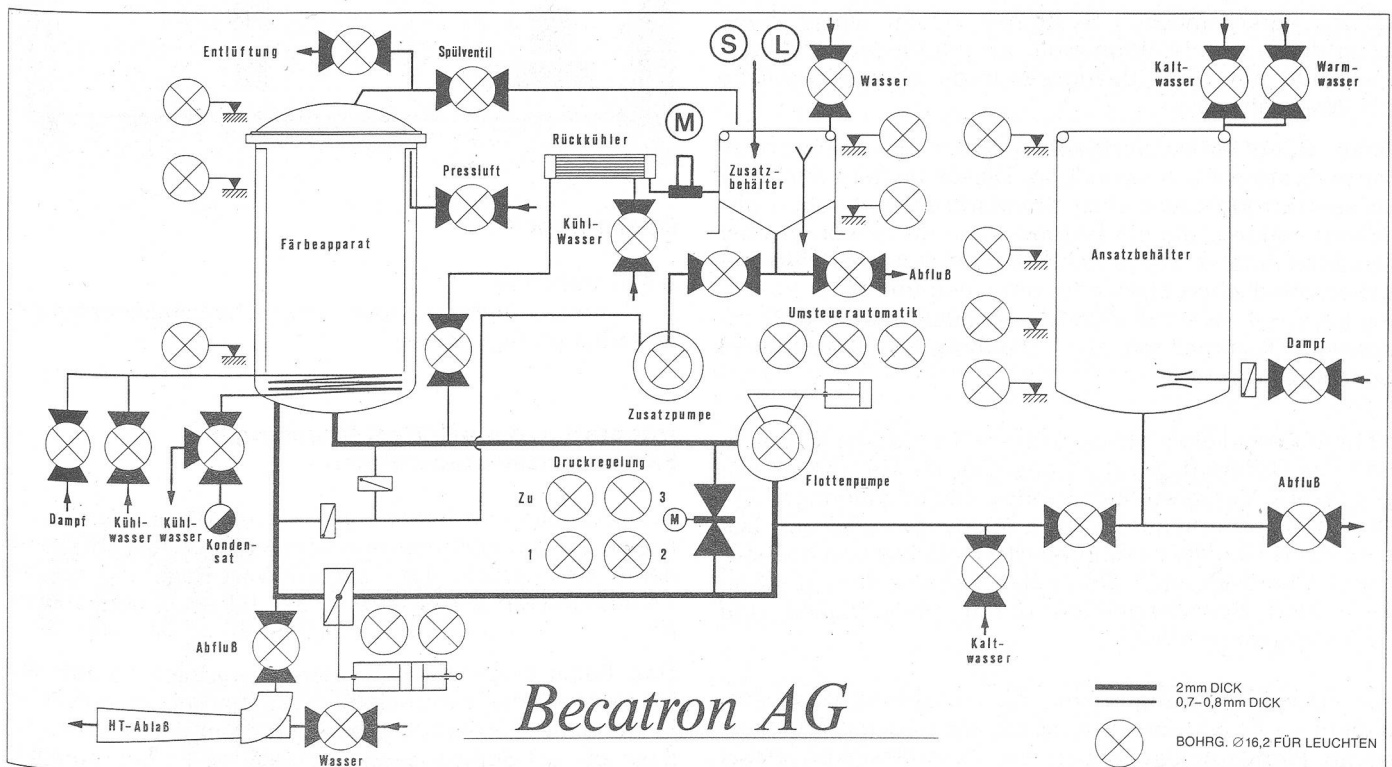 Entlüftung
Spülventil
S
L
Wasser
Kalt-
wasser
Warm-
wasser
M
Rückkühler
Zusatz-
behälter
Pressluft
Kühl-
Wasser
Färbeapparat
Ansatzbehälter
Abfluß
Umsteuerautomatik
Dampf
Zusatzpumpe
Druckregelung
Flottenpumpe
Zu
3
M
1
2
Dampf
Kühl-
wasser
Kühl-
wasser
Konden-
sat
Abfluß
Kalt-
wasser
Abfluß
HT-Ablaß
Wasser
Becatron AG
2mm DICK
0,7–0,8mm DICK
BOHRG. Ø16,2 FÜR LEUCHTEN